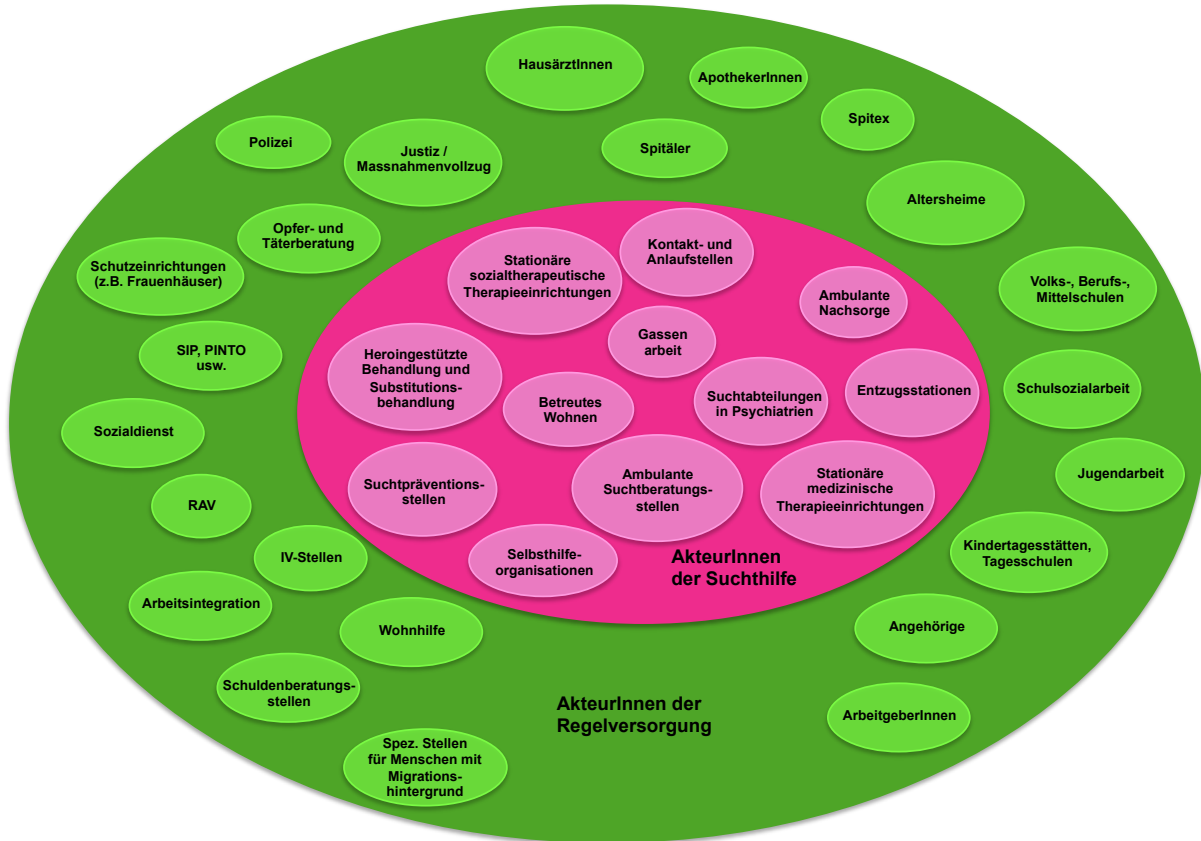 HausärztInnen
ApothekerInnen
Spitex
Polizei
Justiz /
Massnahmenvollzug
Spitäler
Altersheime
Opfer- und
Täterberatung
Kontakt- und
Anlaufstellen
Stationäre
sozialtherapeutische
Therapieeinrichtungen
Schutzeinrichtungen
(z.B. Frauenhäuser)
Volks-, Berufs-,
Mittelschulen
Ambulante
Nachsorge
Gassen
arbeit
SIP, PINTO
usw.
Heroingestützte
Behandlung und
Substitutions-
behandlung
Betreutes
Wohnen
Suchtabteilungen
in Psychiatrien
Entzugsstationen
Schulsozialarbeit
Sozialdienst
Suchtpräventions-
stellen
Ambulante
Suchtberatungs-
stellen
Stationäre
medizinische
Therapieeinrichtungen
Jugendarbeit
RAV
IV-Stellen
Selbsthilfe-
organisationen
AkteurInnen
der Suchthilfe
Kindertagesstätten,
Tagesschulen
Arbeitsintegration
Wohnhilfe
Angehörige
Schuldenberatungs-
stellen
AkteurInnen der
Regelversorgung
ArbeitgeberInnen
Spez. Stellen
für Menschen mit
Migrations-
hintergrund